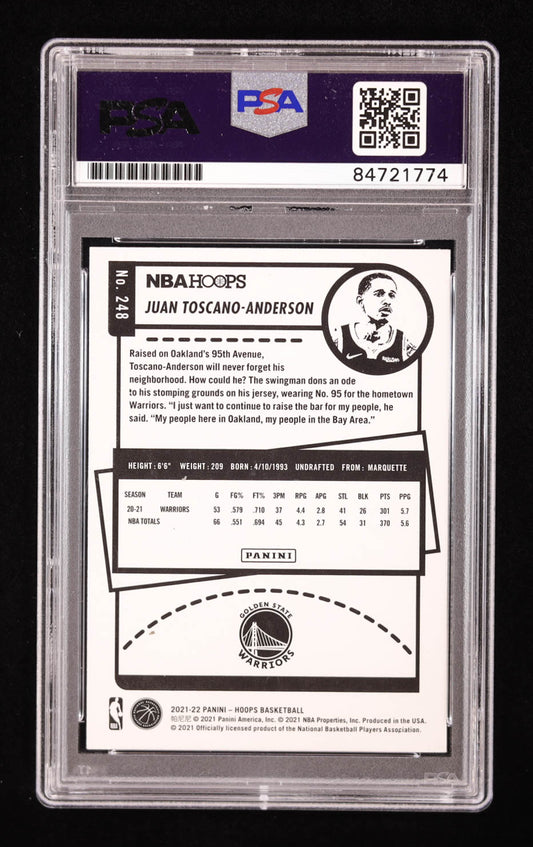 PSA
PSA
84721774
No. 248
NBA HOOPS
JUAN TOSCANO-ANDERSON
Raised on Oakland's 95th Avenue,
Toscano-Anderson will never forget his
neighborhood. How could he? The swingman dons an ode
to his stomping grounds on his jersey, wearing No. 95 for the hometown
Warriors. "I just want to continue to raise the bar for my people, he
said. "My people here in Oakland, my people in the Bay Area."
HEIGHT: 6'6" WEIGHT: 209 BORN: 4/10/1993 UNDRAFTED FROM: MARQUETTE
SEASON TEAM G FG% FT% 3PM RPG APG STL BLK PTS PPG
20-21 WARRIORS 53 .579 .710 37 4.4 2.8 41 26 301 5.7
NBA TOTALS 66 .551 .694 45 4.3 2.7 54 31 370 5.6
PANINI
GOLDEN STATE
WARRIORS
2021-22 PANINI – HOOPS BASKETBALL
帕尼尼 © 2021 Panini America, Inc. © 2021 NBA Properties, Inc. Produced in the USA.
© 2021 Officially licensed product of the National Basketball Players Association.
PSA